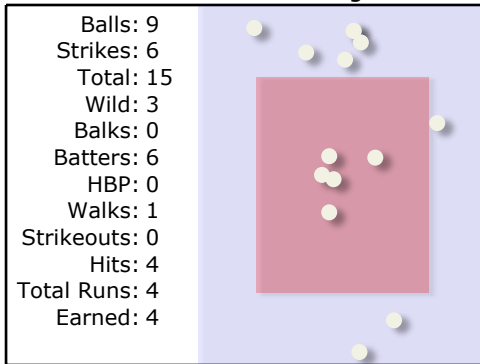 Balls: 9
Strikes: 6
Total: 15
Wild: 3
Balks: 0
Batters: 6
HBP: 0
Walks: 1
Strikeouts: 0
Hits: 4
Total Runs: 4
Earned: 4